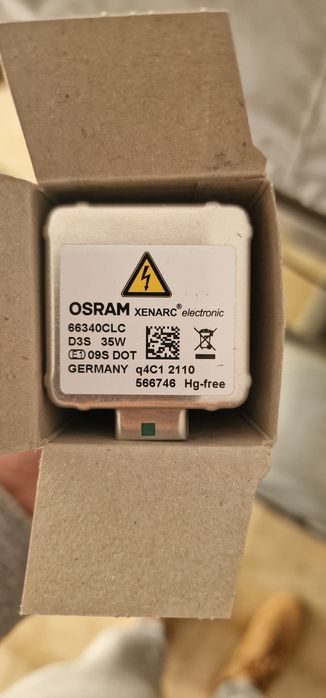 OSRAM XENARC® electronic
66340CLC
D3S 35W
E1 09S DOT
GERMANY q4C1 2110
566746 Hg-free